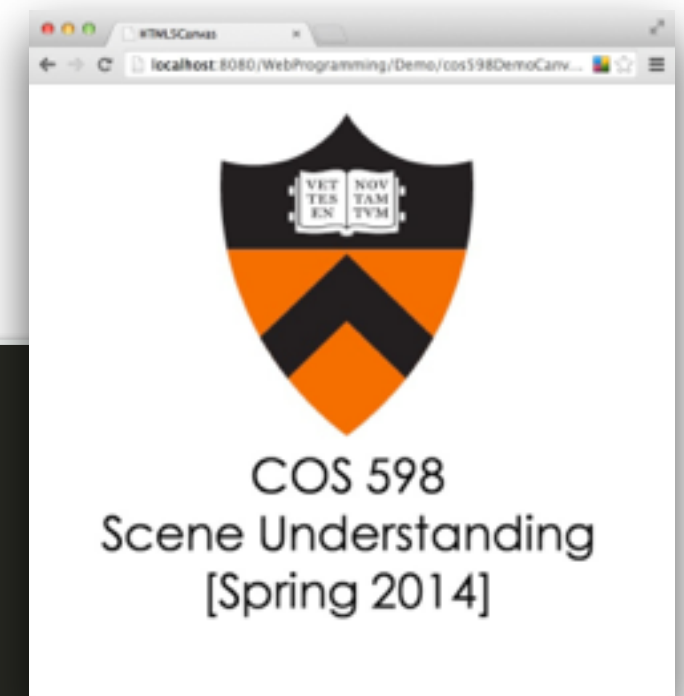 HTML5Canvas
localhost:8080/WebProgramming/Demo/cos598DemoCanv...
VET NOV
TES TAM
EN TVM
COS 598
Scene Understanding
[Spring 2014]